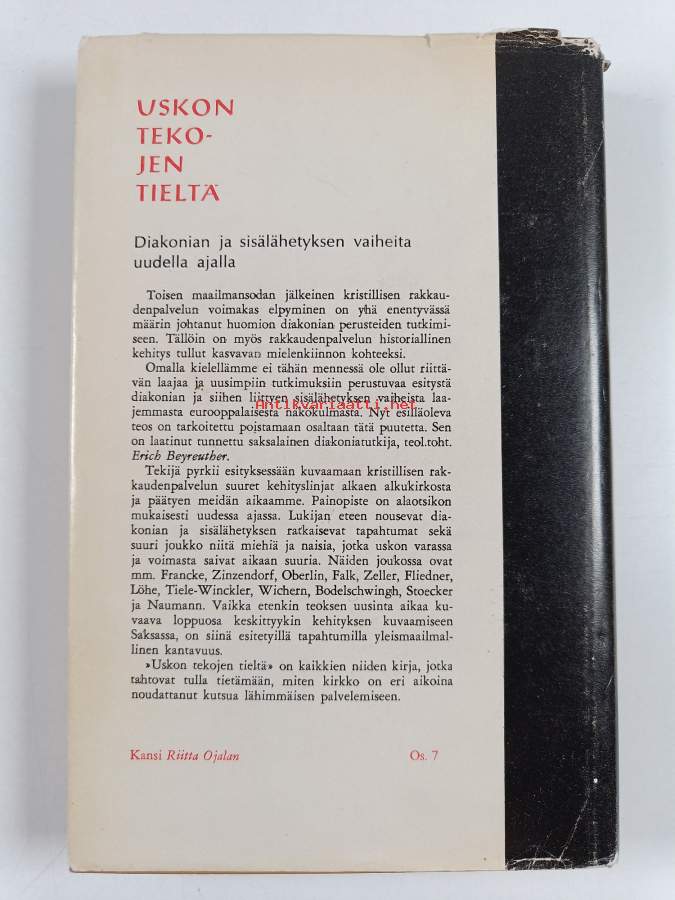 USKON
TEKO-
JEN
TIELTÄ
Diakonian ja sisälähetyksen vaiheita
uudella ajalla
Toisen maailmansodan jälkeinen kristillisen rakkau-
denpalvelun voimakas elpyminen on yhä enentyvässä
määrin johtanut huomion diakonian perusteiden tutkimi-
seen. Tällöin on myös rakkaudenpalvelun historiallinen
kehitys tullut kasvavan mielenkiinnon kohteeksi.
Omalla kielellämme ei tähän mennessä ole ollut riittä-
vän laajaa ja uusimpiin tutkimuksiin perustuvaa esitystä
diakonian ja siihen liittyen sisälähetyksen vaiheista laa-
jemmasta eurooppalaisesta näkökulmasta. Nyt esilläoleva
Antikvariaatti.net
teos on tarkoitettu poistamaan osaltaan tätä puutetta. Sen
on laatinut tunnettu saksalainen diakoniatutkija, teol.toht.
Erich Beyreuther.
Tekijä pyrkii esityksessään kuvaamaan kristillisen rak-
kaudenpalvelun suuret kehityslinjat alkaen alkukirkosta
ja päätyen meidän aikaamme. Painopiste on alaotsikon
mukaisesti uudessa ajassa. Lukijan eteen nousevat dia-
konian ja sisälähetyksen ratkaisevat tapahtumat sekä
suuri joukko niitä miehiä ja naisia, jotka uskon varassa
ja voimasta saivat aikaan suuria. Näiden joukossa ovat
mm. Francke, Zinzendorf, Oberlin, Falk, Zeller, Fliedner,
Löhe, Tiele-Winckler, Wichern, Bodelschwingh, Stoecker
ja Naumann. Vaikka etenkin teoksen uusinta aikaa ku-
vaava loppuosa keskittyykin kehityksen kuvaamiseen
Saksassa, on siinä esitetyillä tapahtumilla yleismaailmal-
linen kantavuus.
»Uskon tekojen tieltä» on kaikkien niiden kirja, jotka
tahtovat tulla tietämään, miten kirkko on eri aikoina
noudattanut kutsua lähimmäisen palvelemiseen.
Kansi Riitta Ojalan Os. 7